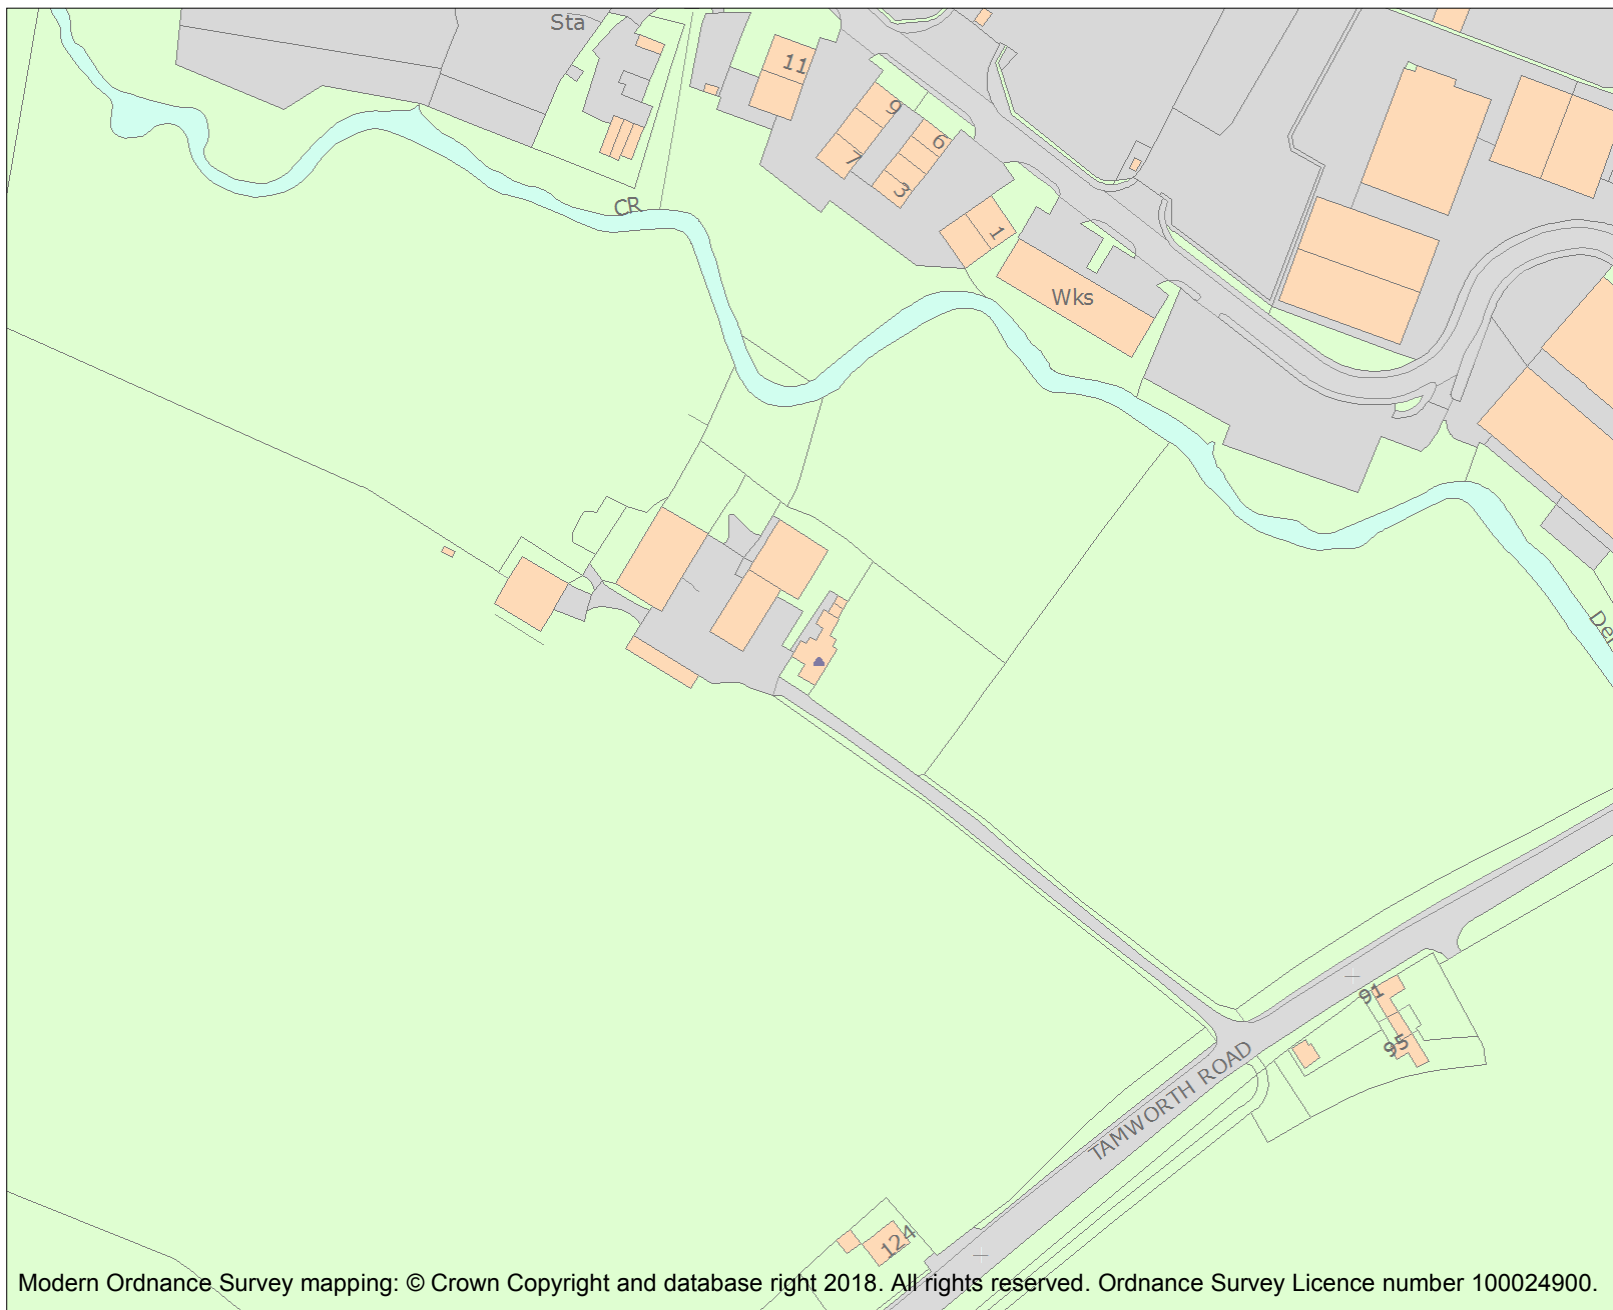 Sta
11
9
6
7
3
CR
1
Wks
De
91
95
TAMWORTH ROAD
124
Modern Ordnance Survey mapping: © Crown Copyright and database right 2018. All rights reserved. Ordnance Survey Licence number 100024900.